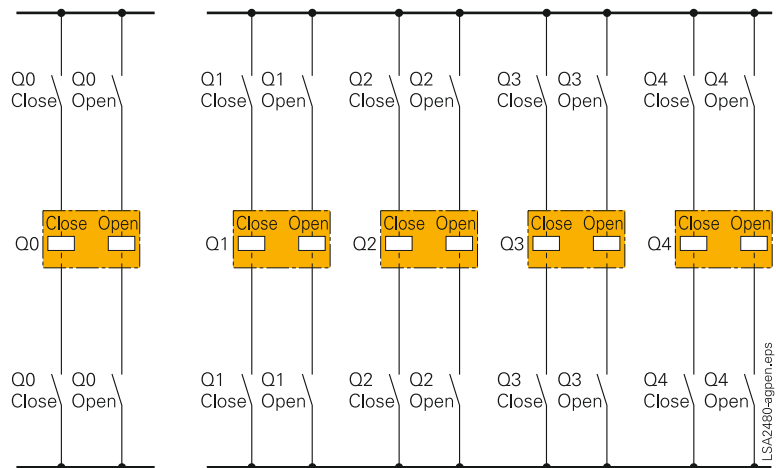 Q0 Q0 Q1 Q1 Q2 Q2 Q3 Q3 Q4 Q4
Close Open Close Open Close Open Close Open Close Open
Close Open Close Open Close Open Close Open Close Open
Q0 Q1 Q2 Q3 Q4
Q0 Q0 Q1 Q1 Q2 Q2 Q3 Q3 Q4 Q4
Close Open Close Open Close Open Close Open Close Open
LSA2480-agpen.eps